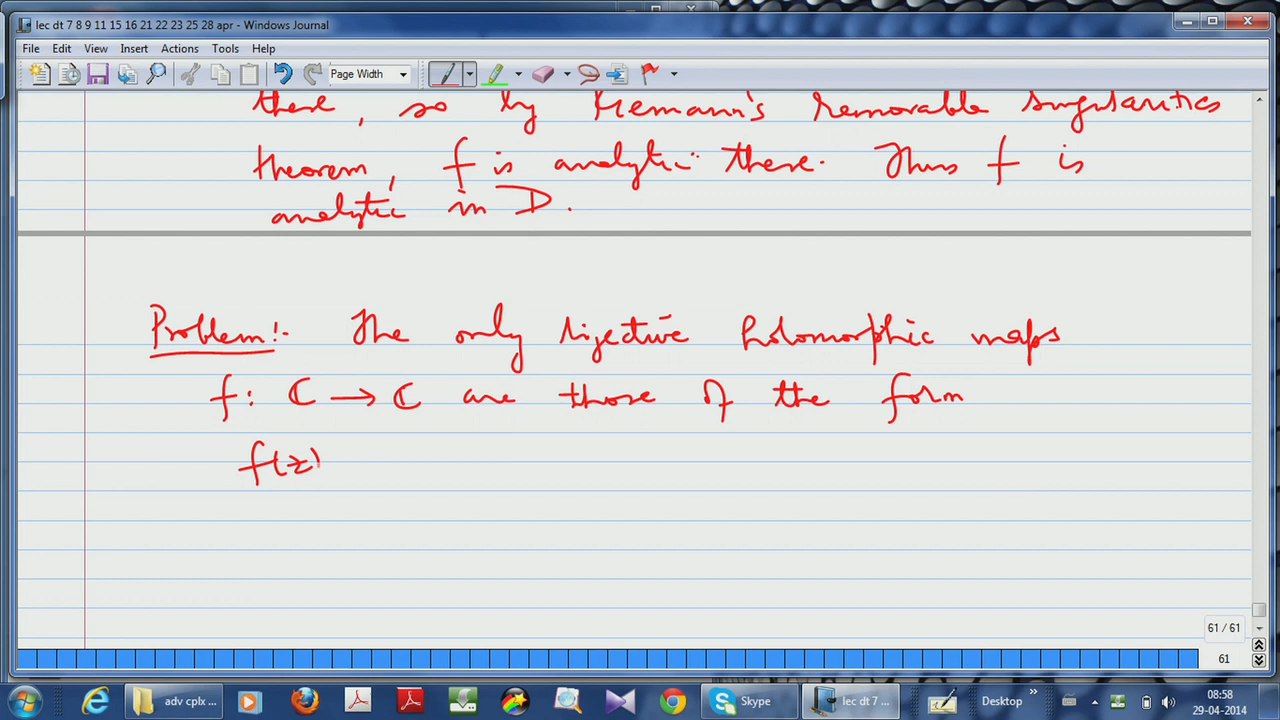 lec dt 7 8 9 11 15 16 21 22 23 25 28 apr - Windows Journal
File Edit View Insert Actions Tools Help
Page Width
there, so by Riemann's removable singularities
theorem, f is analytic there. Thus f is
analytic in D.
Problem:- The only bijective holomorphic maps
f: ℂ → ℂ are those of the form
f(z)
61 / 61
61
adv cplx ...
Skype
lec dt 7 ...
Desktop
08:58
29-04-2014